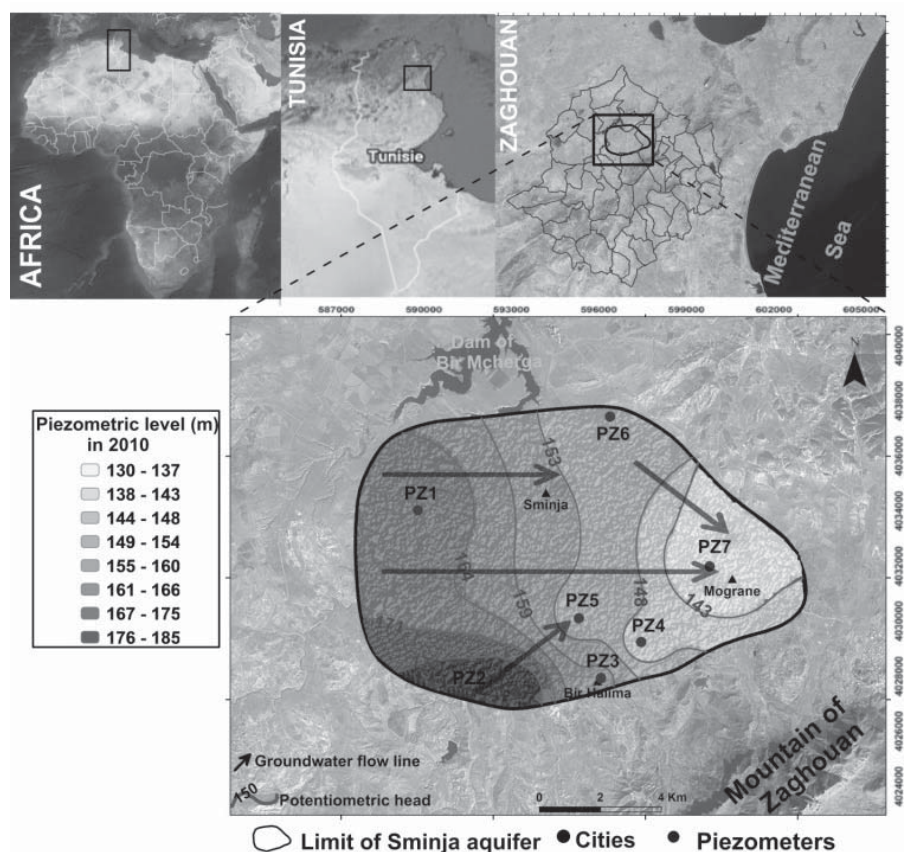 AFRICA
TUNISIA
Tunisie
ZAGHOUAN
Mediterranean
Sea
587000 590000 593000 596000 599000 602000 605000
Dam of
Bir Mcherga
N
4040000
4038000
4036000
4034000
4032000
4030000
4028000
4026000
4024000
Piezometric level (m)
in 2010
130 - 137
138 - 143
144 - 148
149 - 154
155 - 160
161 - 166
167 - 175
176 - 185
PZ6
153
PZ1
Sminja
PZ7
164
Mograne
159
148
143
PZ5
171
PZ4
PZ3
PZ2
Bir Halima
Mountain of
Zaghouan
Groundwater flow line
150
Potentiometric head
0 2 4 Km
Limit of Sminja aquifer Cities Piezometers